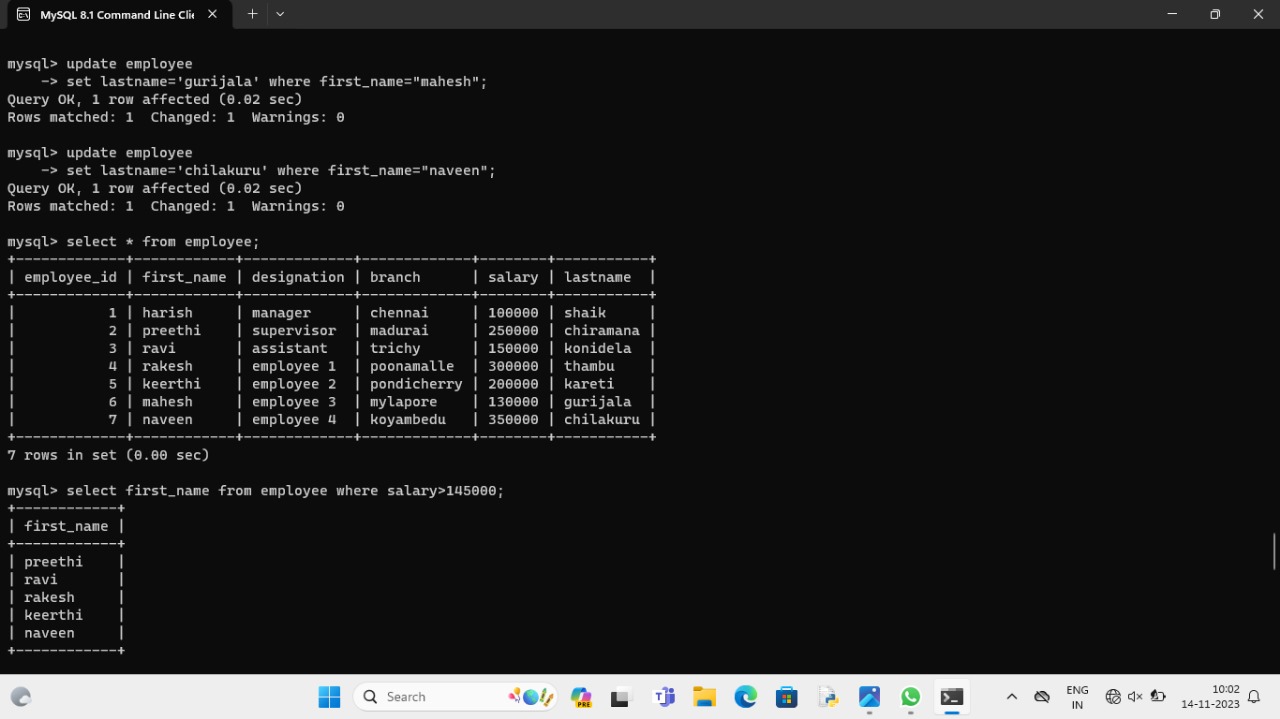 MySQL 8.1 Command Line Clie
mysql> update employee
    -> set lastname='gurijala' where first_name="mahesh";
Query OK, 1 row affected (0.02 sec)
Rows matched: 1  Changed: 1  Warnings: 0
mysql> update employee
    -> set lastname='chilakuru' where first_name="naveen";
Query OK, 1 row affected (0.02 sec)
Rows matched: 1  Changed: 1  Warnings: 0
mysql> select * from employee;
+-------------+------------+-------------+-------------+--------+-----------+
| employee_id | first_name | designation | branch      | salary | lastname  |
+-------------+------------+-------------+-------------+--------+-----------+
|           1 | harish     | manager     | chennai     | 100000 | shaik     |
|           2 | preethi    | supervisor  | madurai     | 250000 | chiramana |
|           3 | ravi       | assistant   | trichy      | 150000 | konidela  |
|           4 | rakesh     | employee 1  | poonamalle  | 300000 | thambu    |
|           5 | keerthi    | employee 2  | pondicherry | 200000 | kareti    |
|           6 | mahesh     | employee 3  | mylapore    | 130000 | gurijala  |
|           7 | naveen     | employee 4  | koyambedu   | 350000 | chilakuru |
+-------------+------------+-------------+-------------+--------+-----------+
7 rows in set (0.00 sec)
mysql> select first_name from employee where salary>145000;
+------------+
| first_name |
+------------+
| preethi    |
| ravi       |
| rakesh     |
| keerthi    |
| naveen     |
+------------+
Search
PRE
ENG
IN
10:02
14-11-2023